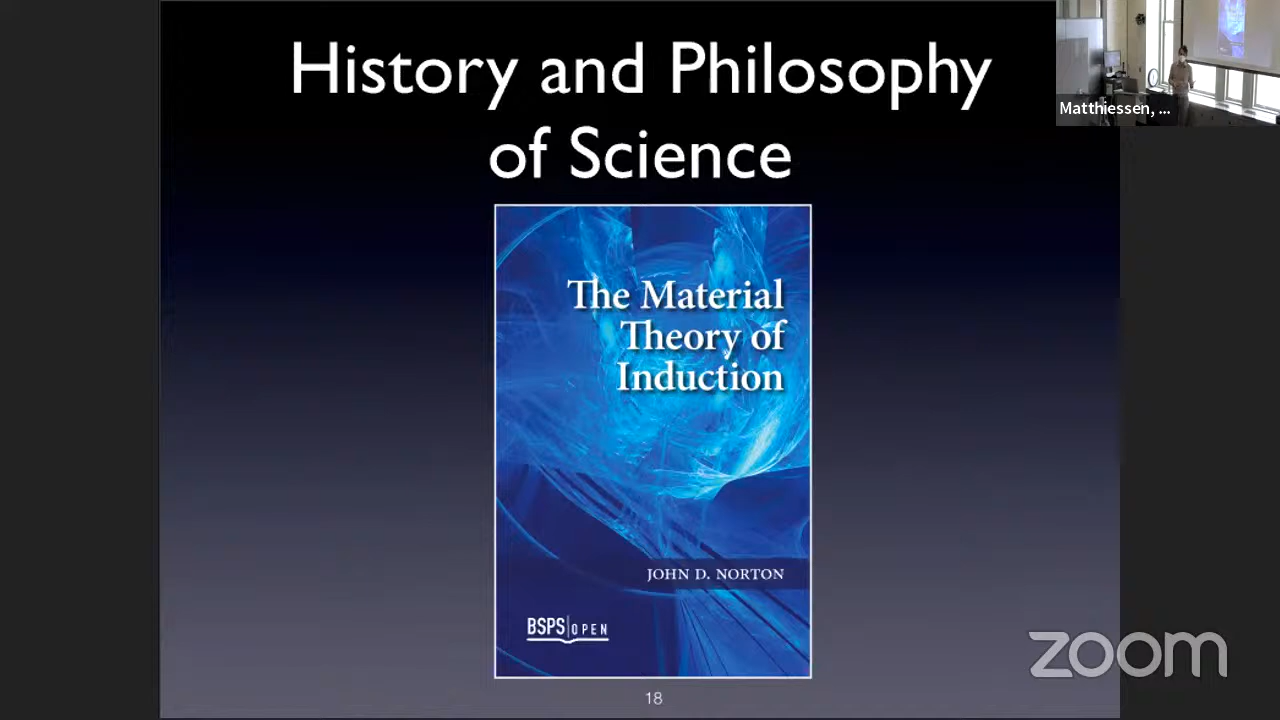 History and Philosophy
of Science
Matthiessen, ...
The Material
Theory of
Induction
JOHN D. NORTON
BSPS OPEN
zoom
18